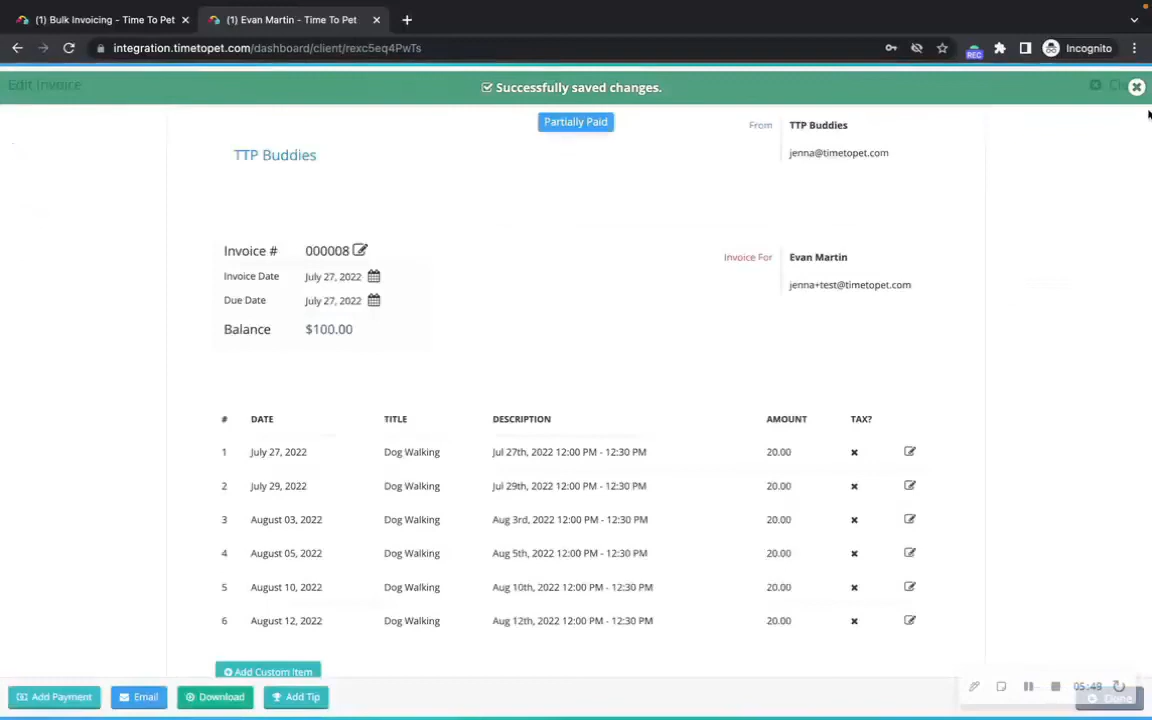 (1) Bulk Invoicing - Time To Pet
(1) Evan Martin - Time To Pet
integration.timetopet.com/dashboard/client/rexc5eq4PwTs
REC
Incognito
Edit Invoice
Successfully saved changes.
Partially Paid
From
TTP Buddies
jenna@timetopet.com
TTP Buddies
Invoice # 000008
Invoice Date July 27, 2022
Due Date July 27, 2022
Balance $100.00
Invoice For
Evan Martin
jenna+test@timetopet.com
# DATE TITLE DESCRIPTION AMOUNT TAX?
1 July 27, 2022 Dog Walking Jul 27th, 2022 12:00 PM - 12:30 PM 20.00
2 July 29, 2022 Dog Walking Jul 29th, 2022 12:00 PM - 12:30 PM 20.00
3 August 03, 2022 Dog Walking Aug 3rd, 2022 12:00 PM - 12:30 PM 20.00
4 August 05, 2022 Dog Walking Aug 5th, 2022 12:00 PM - 12:30 PM 20.00
5 August 10, 2022 Dog Walking Aug 10th, 2022 12:00 PM - 12:30 PM 20.00
6 August 12, 2022 Dog Walking Aug 12th, 2022 12:00 PM - 12:30 PM 20.00
Add Custom Item
Add Payment
Email
Download
Add Tip
05:49
Done